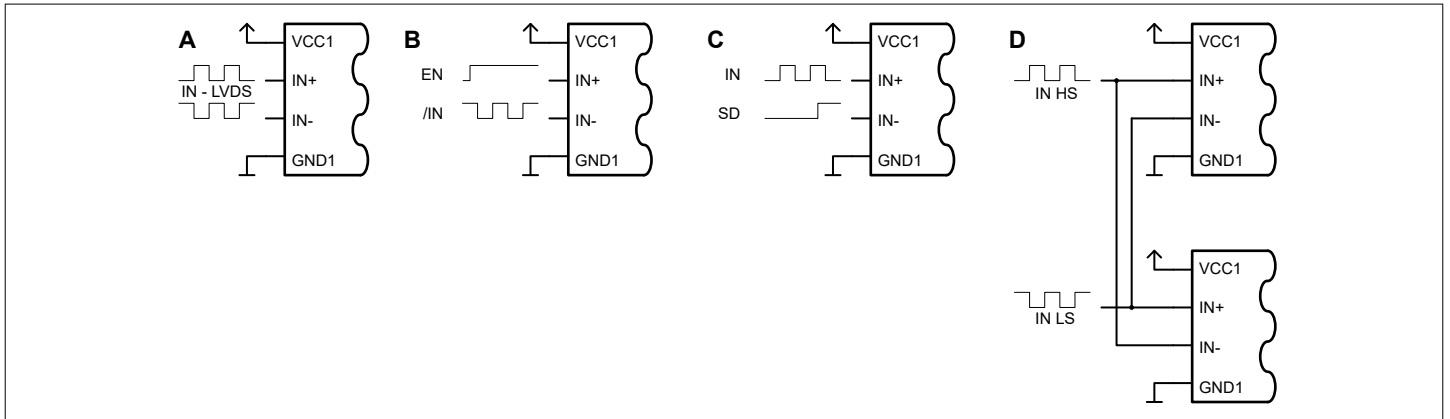 A
VCC1
IN+
IN - LVDS
IN-
GND1
B
VCC1
EN
IN+
/IN
IN-
GND1
C
VCC1
IN
IN+
SD
IN-
GND1
D
VCC1
IN+
IN HS
IN-
GND1
VCC1
IN+
IN LS
IN-
GND1